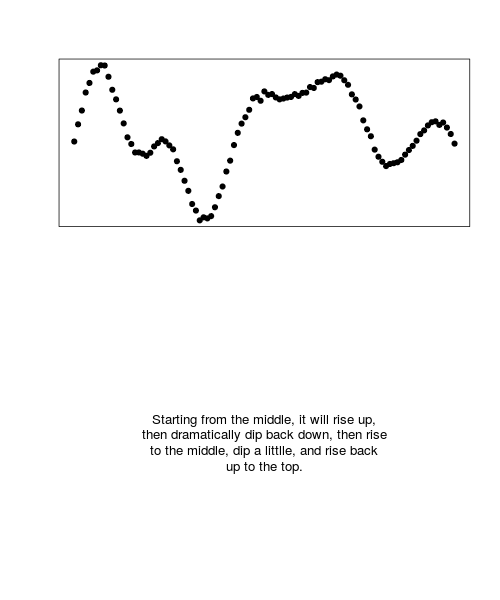 Starting from the middle, it will rise up,
then dramatically dip back down, then rise
to the middle, dip a littlle, and rise back
up to the top.